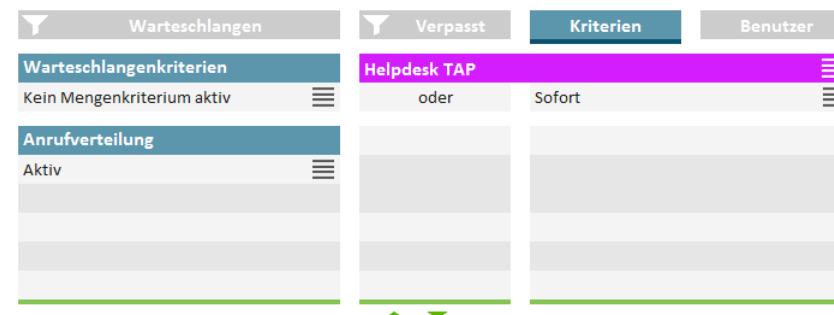 Warteschlangen
Verpasst
Kriterien
Benutzer
Warteschlangenkriterien
Helpdesk TAP
Kein Mengenkriterium aktiv
oder
Sofort
Anrufverteilung
Aktiv